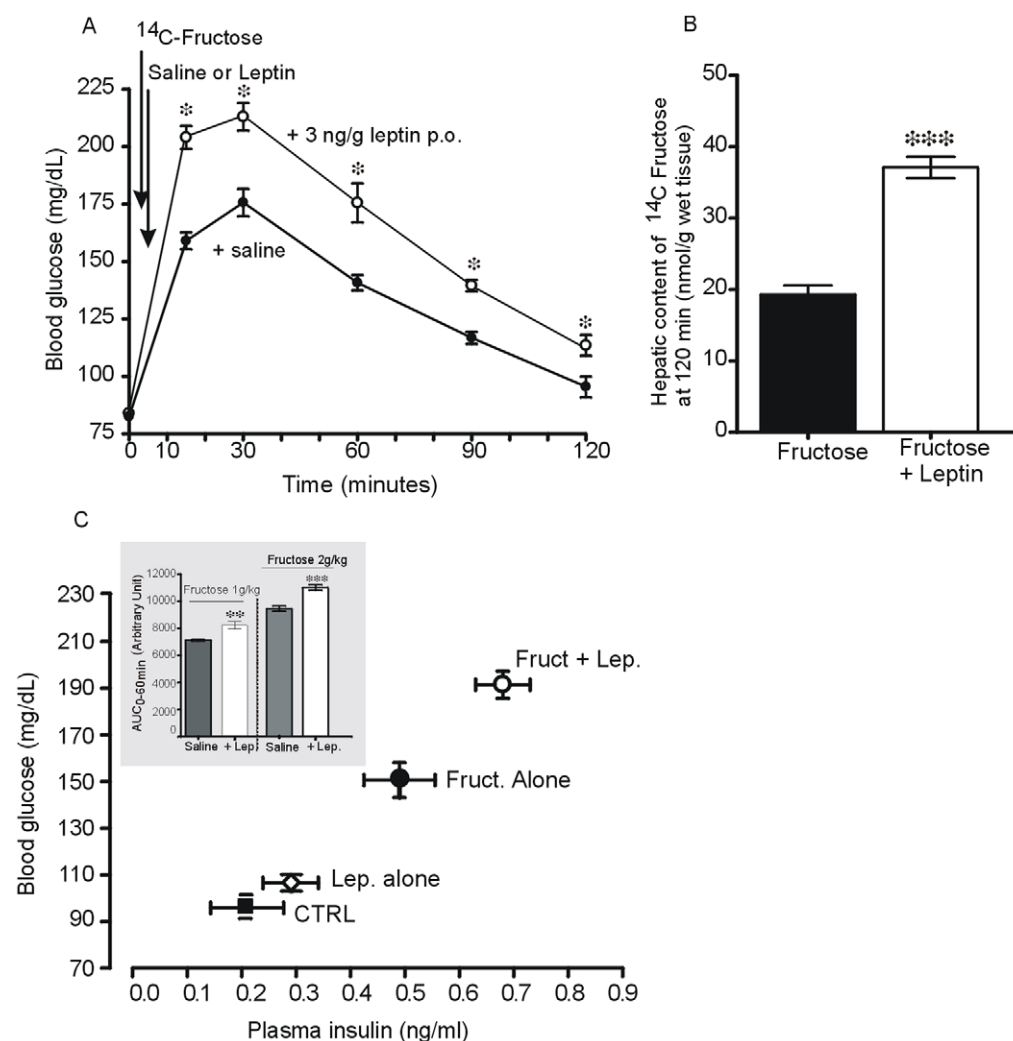 A
14C-Fructose
Saline or Leptin
225
200
175
150
125
100
75
Blood glucose (mg/dL)
*
*
*
*
*
+ 3 ng/g leptin p.o.
+ saline
0 10 30 60 90 120
Time (minutes)
B
50
40
30
20
10
0
Hepatic content of 14C Fructose
at 120 min (nmol/g wet tissue)
***
Fructose
Fructose
+ Leptin
C
230
210
190
170
150
130
110
90
70
Blood glucose (mg/dL)
Fructose 2g/kg
Fructose 1g/kg
12000
10000
8000
6000
4000
2000
0
AUC0-60min (Arbitrary Unit)
**
***
Saline + Lep. Saline + Lep.
Fruct + Lep.
Fruct. Alone
Lep. alone
CTRL
0.0 0.1 0.2 0.3 0.4 0.5 0.6 0.7 0.8 0.9
Plasma insulin (ng/ml)